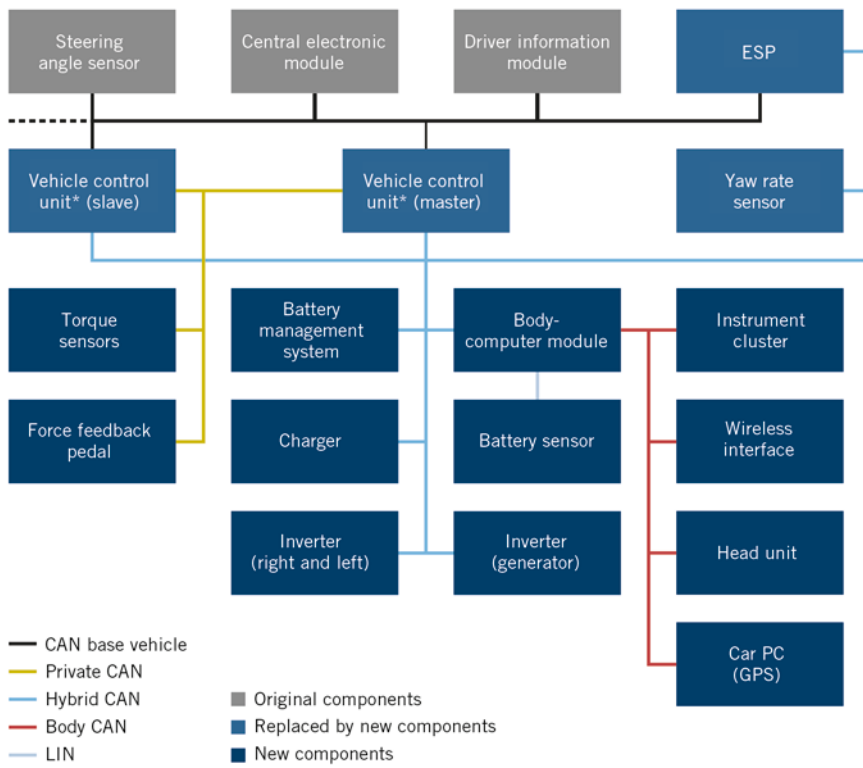 Steering
angle sensor
Central electronic
module
Driver information
module
ESP
Vehicle control
unit* (slave)
Vehicle control
unit* (master)
Yaw rate
sensor
Torque
sensors
Battery
management
system
Body-
computer module
Instrument
cluster
Force feedback
pedal
Charger
Battery sensor
Wireless
interface
Inverter
(right and left)
Inverter
(generator)
Head unit
Car PC
(GPS)
CAN base vehicle
Private CAN
Hybrid CAN
Body CAN
LIN
Original components
Replaced by new components
New components